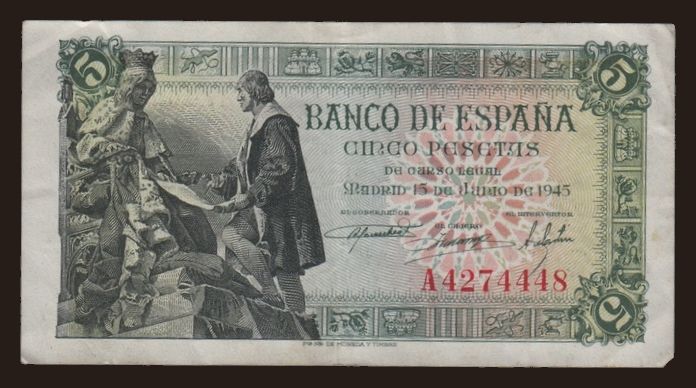 5 5
BANCO DE ESPAÑA
CINCO PESETAS
DE CURSO LEGAL
MADRID 15 DE JUNIO DE 1945
EL GOBERNADOR EL INTERVENTOR
EL CAJERO
A4274448
5